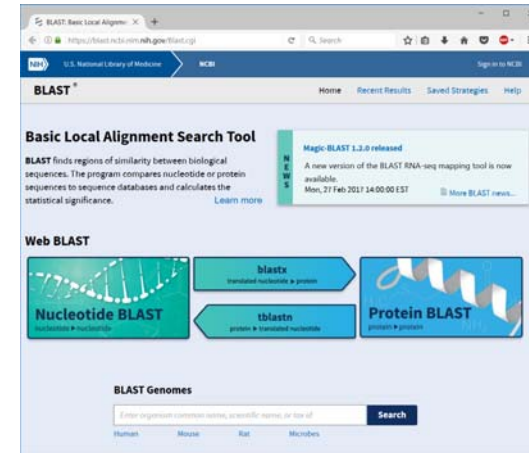 BLAST: Basic Local Alignme
https://blast.ncbi.nlm.nih.gov/Blast.cgi
Search
NIH
U.S. National Library of Medicine
NCBI
Sign in to NCBI
BLAST ®
Home
Recent Results
Saved Strategies
Help
Basic Local Alignment Search Tool
BLAST finds regions of similarity between biological
sequences. The program compares nucleotide or protein
sequences to sequence databases and calculates the
statistical significance.
Learn more
NEWS
Magic-BLAST 1.2.0 released
A new version of the BLAST RNA-seq mapping tool is now
available.
Mon, 27 Feb 2017 14:00:00 EST
More BLAST news...
Web BLAST
Nucleotide BLAST
nucleotide ▸ nucleotide
blastx
translated nucleotide ▸ protein
tblastn
protein ▸ translated nucleotide
Protein BLAST
protein ▸ protein
BLAST Genomes
Enter organism common name, scientific name, or tax id
Search
Human
Mouse
Rat
Microbes